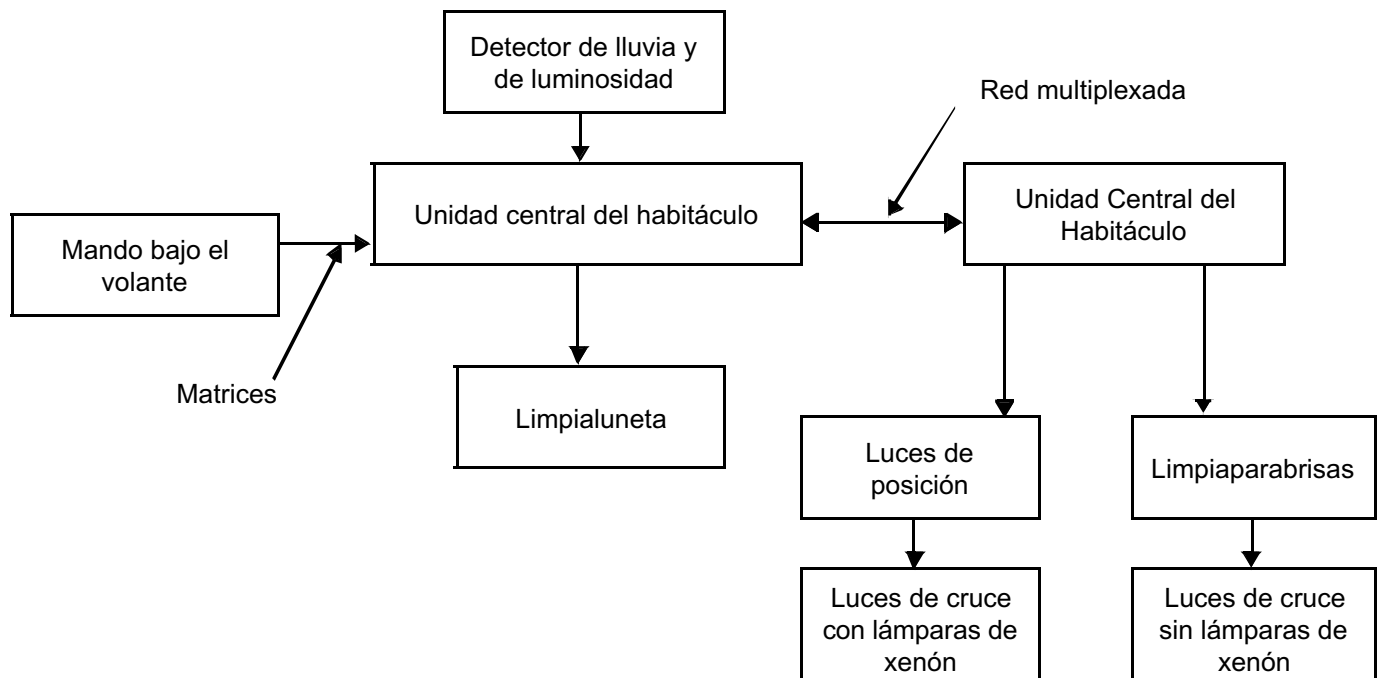 Detector de lluvia y
de luminosidad
Red multiplexada
Unidad central del habitáculo
Unidad Central del
Habitáculo
Mando bajo el
volante
Matrices
Limpialuneta
Luces de
posición
Limpiaparabrisas
Luces de cruce
con lámparas de
xenón
Luces de cruce
sin lámparas de
xenón